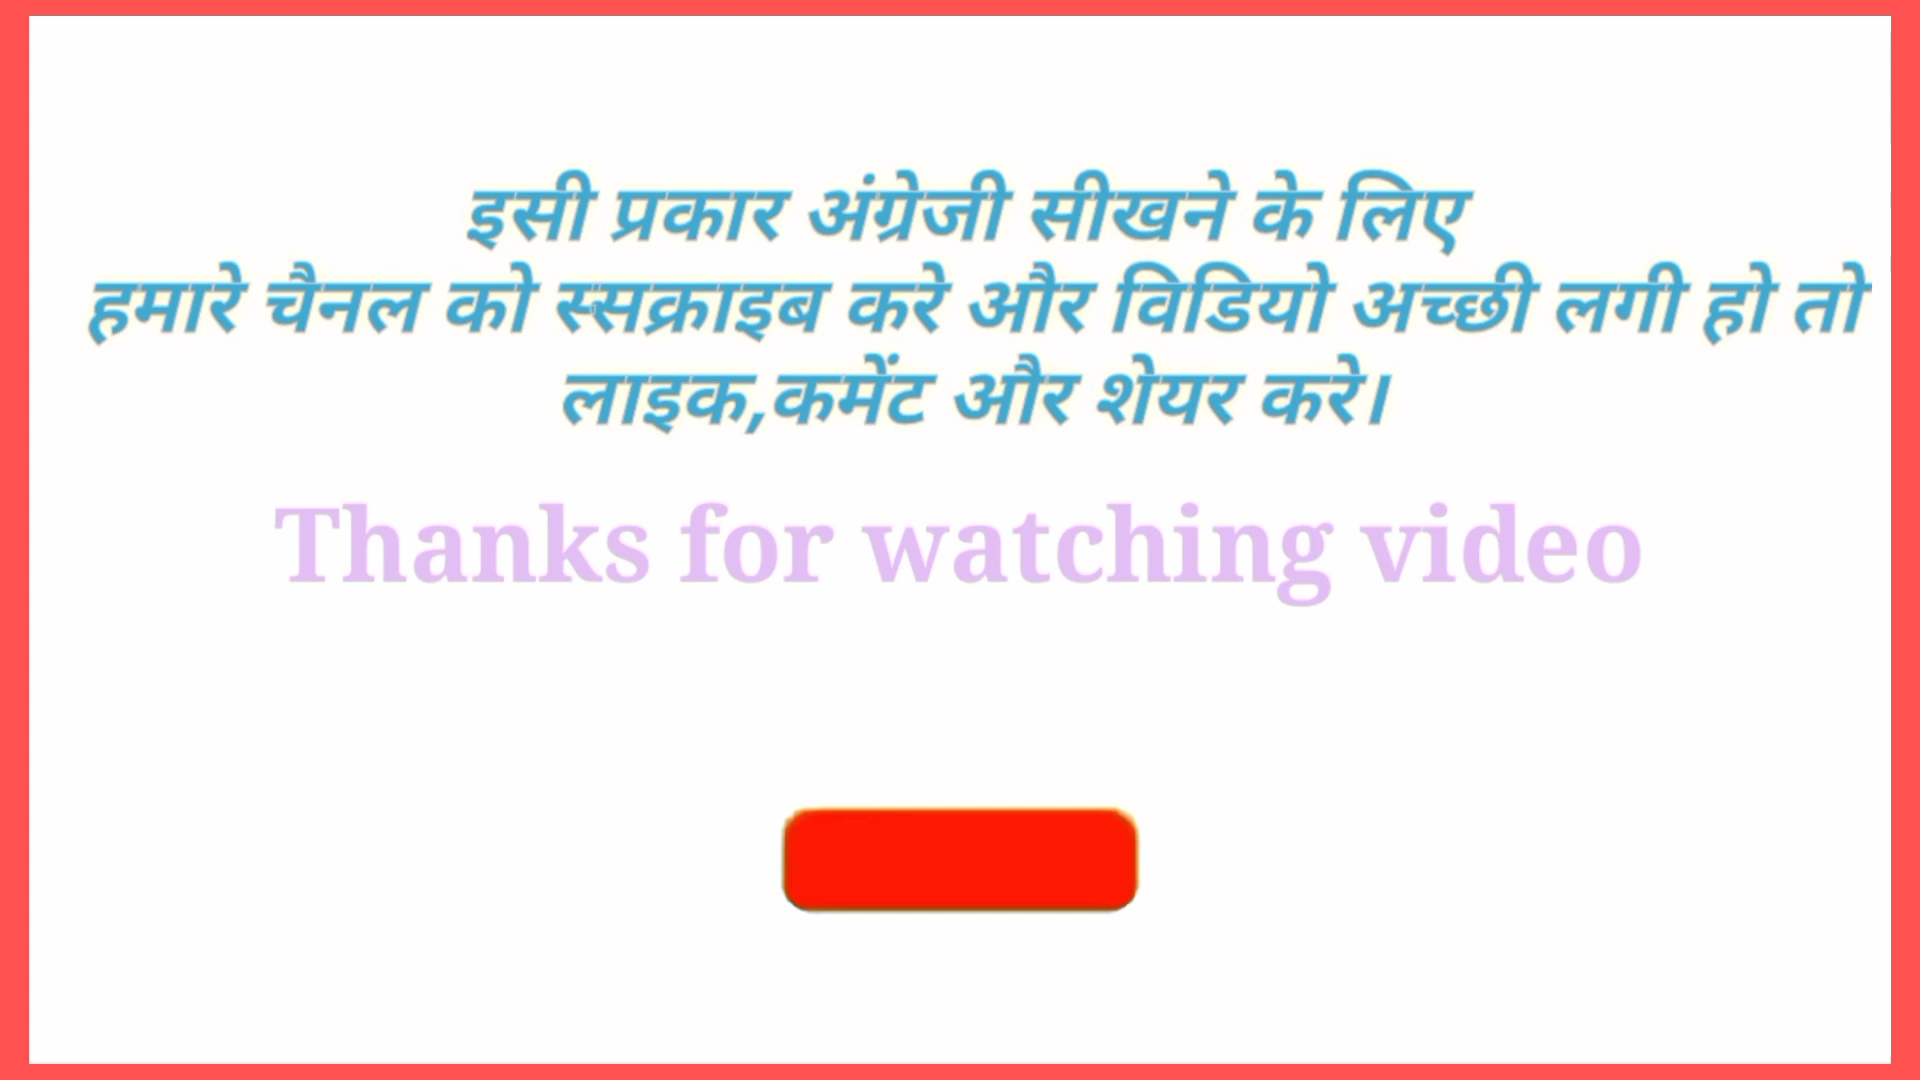 इसी प्रकार अंग्रेजी सीखने के लिए
हमारे चैनल को स्सक्राइब करे और विडियो अच्छी लगी हो तो
लाइक,कमेंट और शेयर करे।
Thanks for watching video